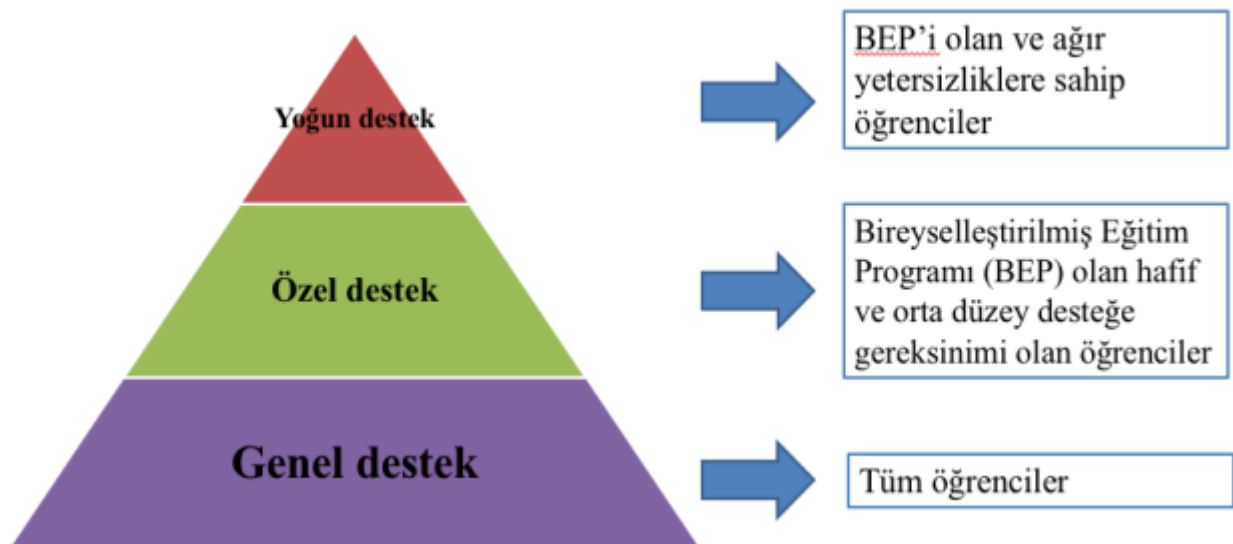 Yoğun destek
BEP’i olan ve ağır
yetersizliklere sahip
öğrenciler
Özel destek
Bireyselleştirilmiş Eğitim
Programı (BEP) olan hafif
ve orta düzey desteğe
gereksinimi olan öğrenciler
Genel destek
Tüm öğrenciler